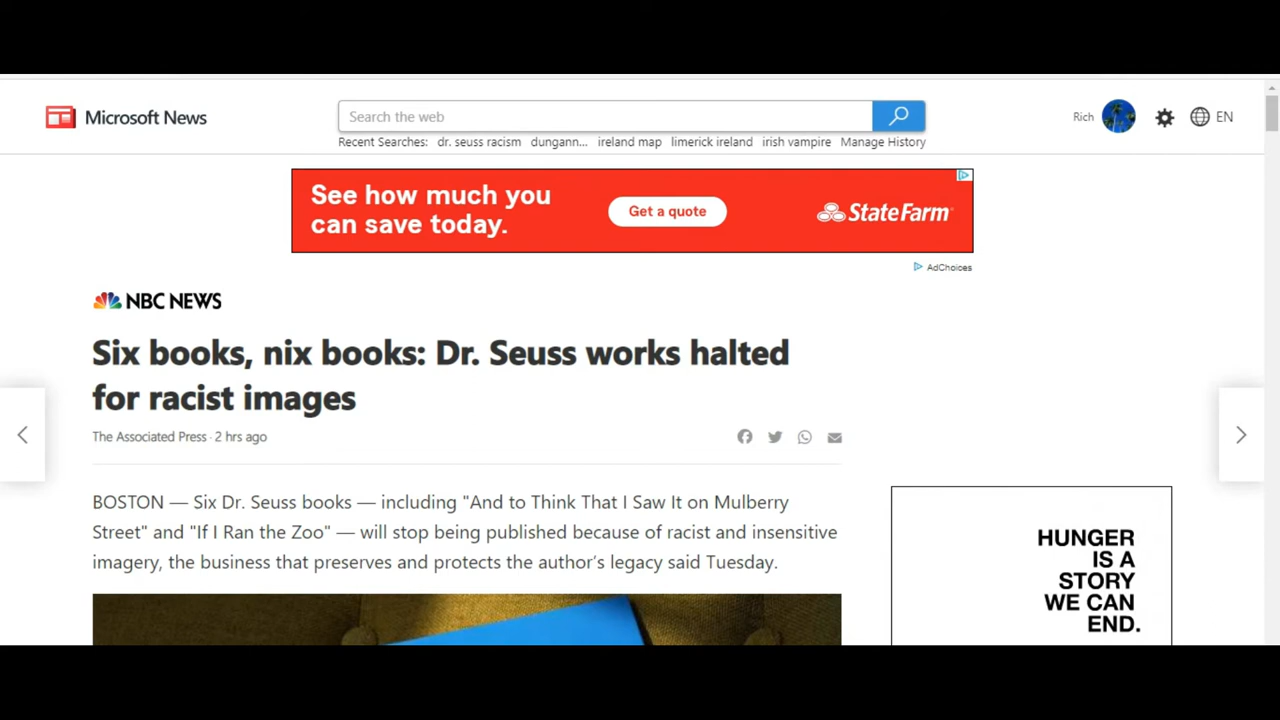 Microsoft News
Search the web
Rich
EN
Recent Searches: dr. seuss racism dungann... ireland map limerick ireland irish vampire Manage History
See how much you
can save today.
Get a quote
StateFarm
AdChoices
NBC NEWS
Six books, nix books: Dr. Seuss works halted
for racist images
The Associated Press · 2 hrs ago
BOSTON — Six Dr. Seuss books — including "And to Think That I Saw It on Mulberry
Street" and "If I Ran the Zoo" — will stop being published because of racist and insensitive
imagery, the business that preserves and protects the author’s legacy said Tuesday.
HUNGER
IS A
STORY
WE CAN
END.